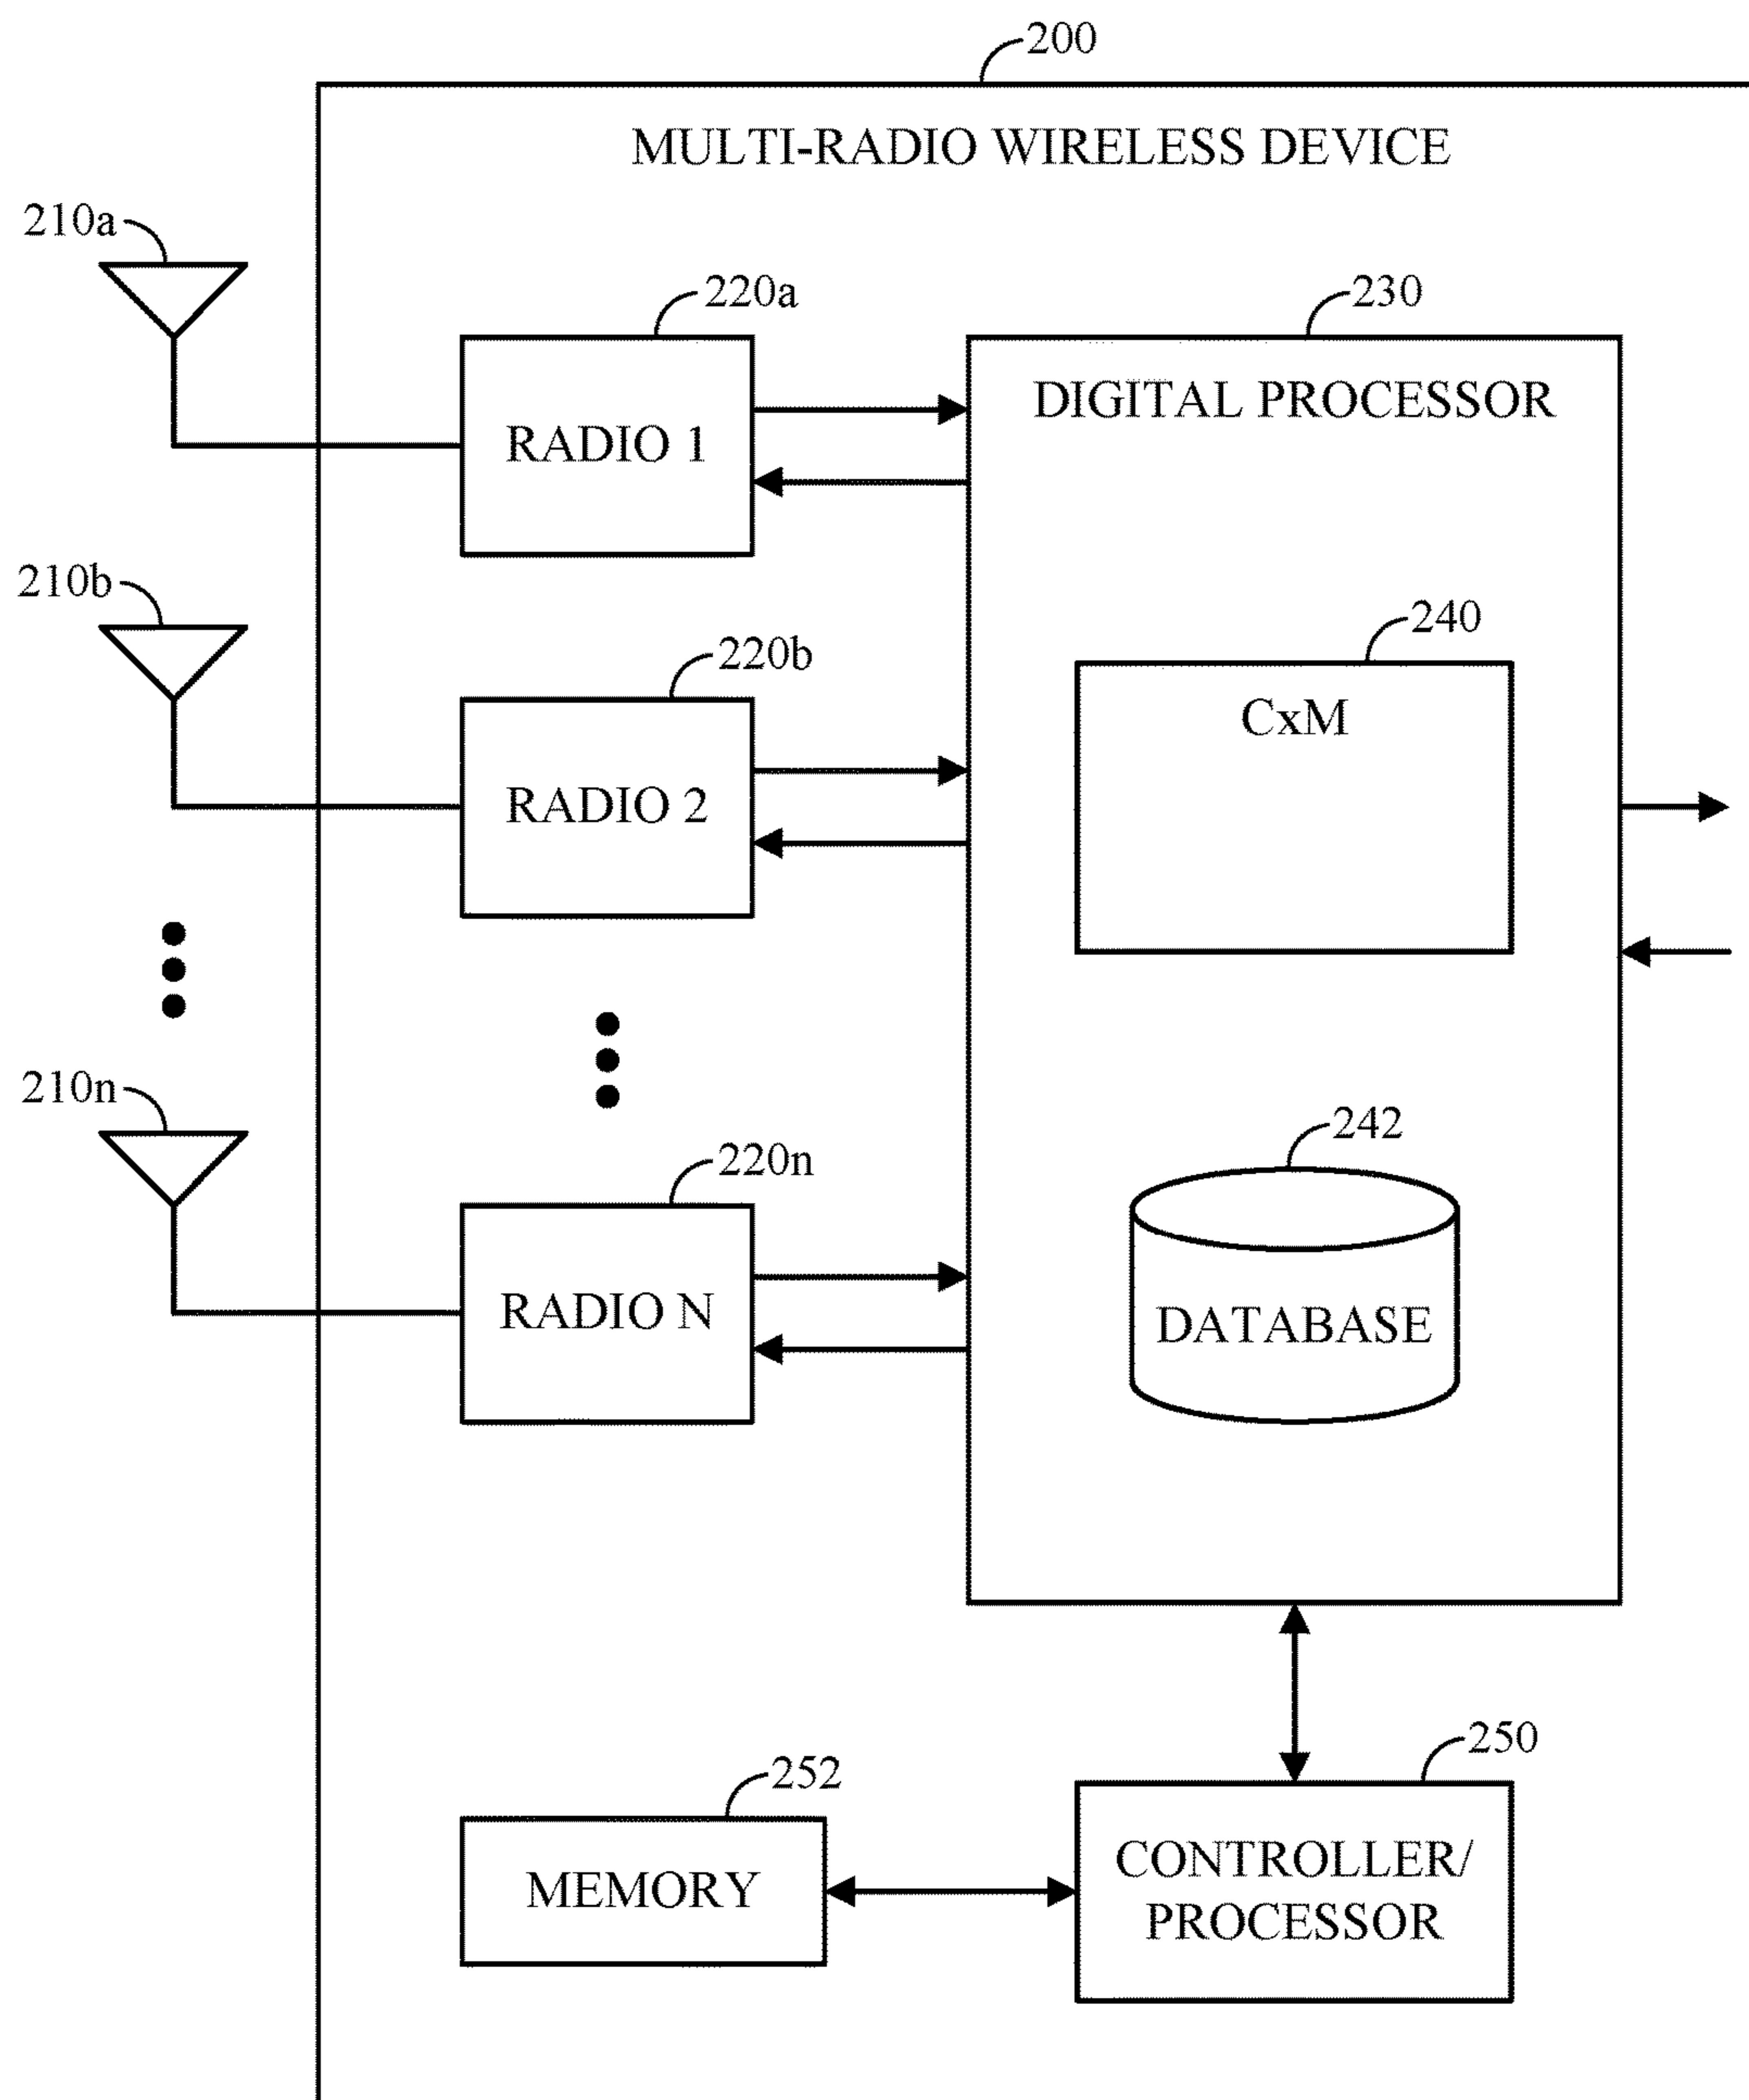 200
MULTI-RADIO WIRELESS DEVICE
210a
220a
230
RADIO 1
DIGITAL PROCESSOR
210b
220b
240
RADIO 2
CxM
210n
220n
242
RADIO N
DATABASE
252
250
MEMORY
CONTROLLER/
PROCESSOR